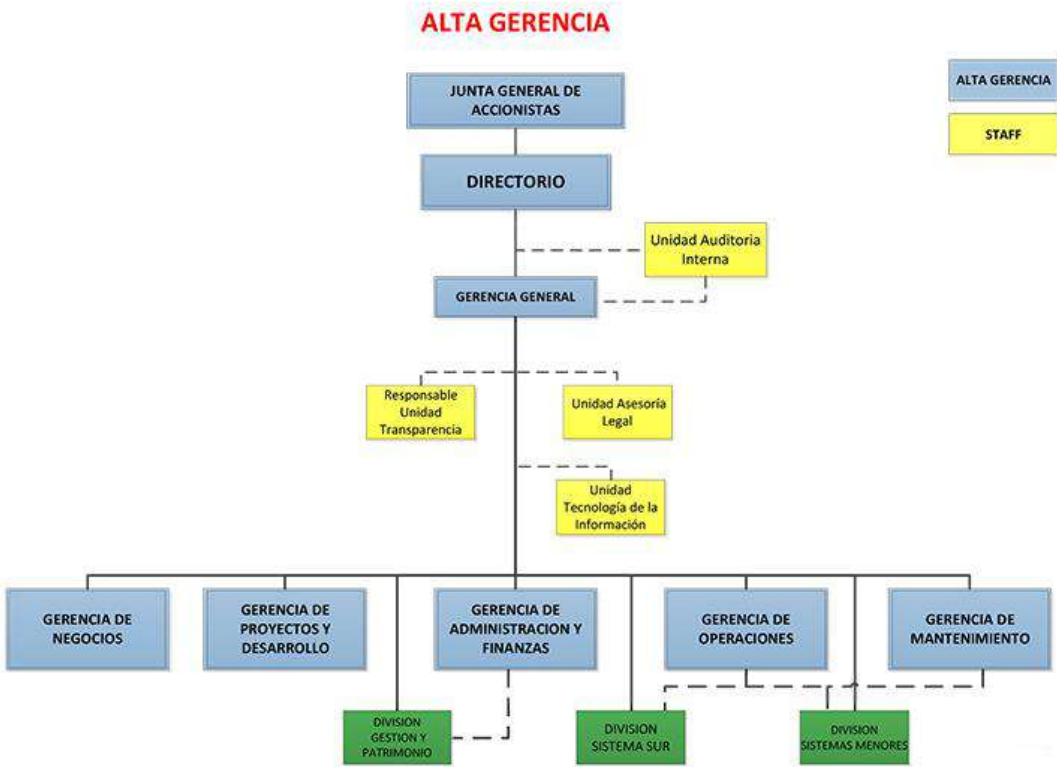 ALTA GERENCIA
JUNTA GENERAL DE
ACCIONISTAS
ALTA GERENCIA
STAFF
DIRECTORIO
Unidad Auditoria
Interna
GERENCIA GENERAL
Responsable
Unidad
Transparencia
Unidad Asesoría
Legal
Unidad
Tecnología de la
Información
GERENCIA DE
NEGOCIOS
GERENCIA DE
PROYECTOS Y
DESARROLLO
GERENCIA DE
ADMINISTRACION Y
FINANZAS
GERENCIA DE
OPERACIONES
GERENCIA DE
MANTENIMIENTO
DIVISION
GESTION Y
PATRIMONIO
DIVISION
SISTEMA SUR
DIVISION
SISTEMAS MENORES